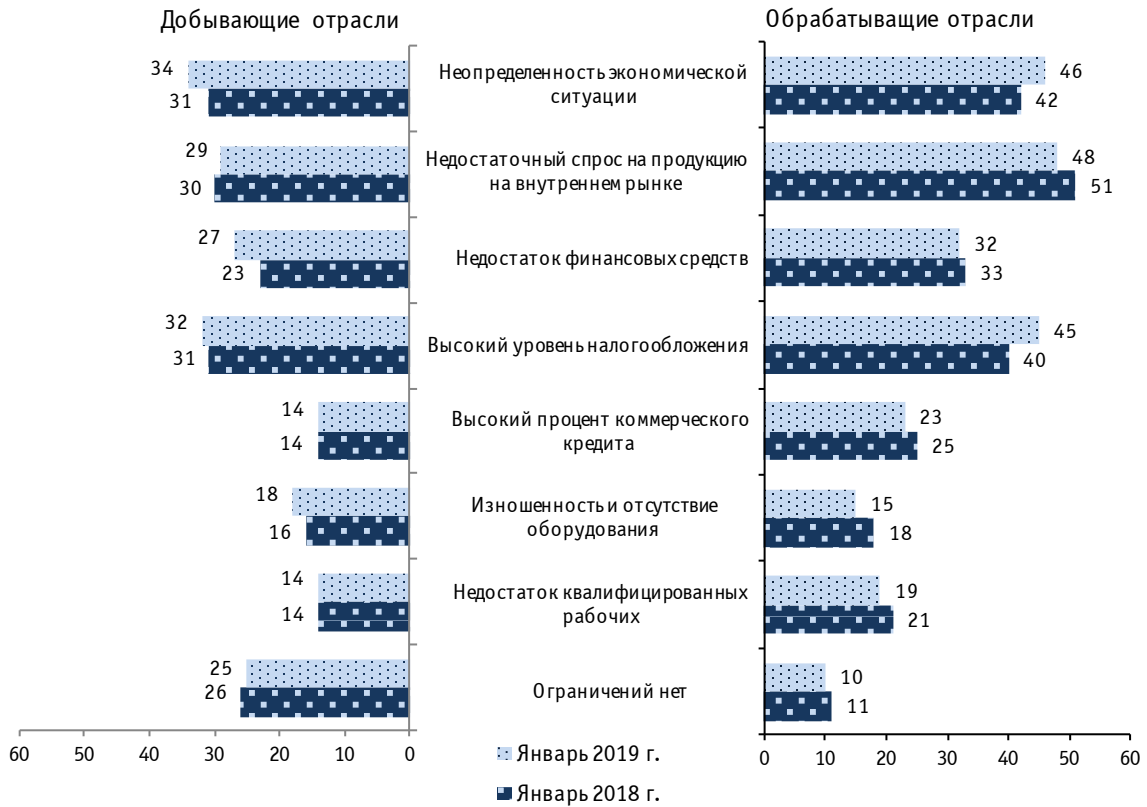 Добывающие отрасли
Обрабатыващие отрасли
34
31
Неопределенность экономической
ситуации
46
42
29
30
Недостаточный спрос на продукцию
на внутреннем рынке
48
51
27
23
Недостаток финансовых средств
32
33
32
31
Высокий уровень налогообложения
45
40
14
14
Высокий процент коммерческого
кредита
23
25
18
16
Изношенность и отсутствие
оборудования
15
18
14
14
Недостаток квалифицированных
рабочих
19
21
25
26
Ограничений нет
10
11
60 50 40 30 20 10 0
0 10 20 30 40 50 60
Январь 2019 г.
Январь 2018 г.